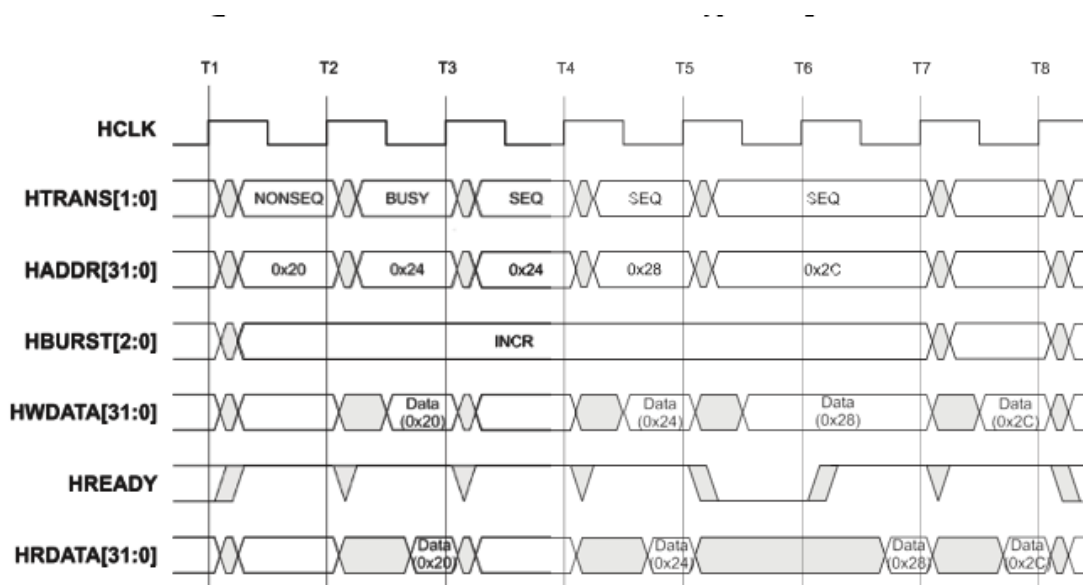 T1 T2 T3 T4 T5 T6 T7 T8
HCLK
HTRANS[1:0] NONSEQ BUSY SEQ SEQ SEQ
HADDR[31:0] 0x20 0x24 0x24 0x28 0x2C
HBURST[2:0] INCR
Data Data Data Data
HWDATA[31:0]
(0x20) (0x24) (0x28) (0x2C)
HREADY
Data Data Data Data
HRDATA[31:0]
(0x20) (0x24) (0x28) (0x2C)